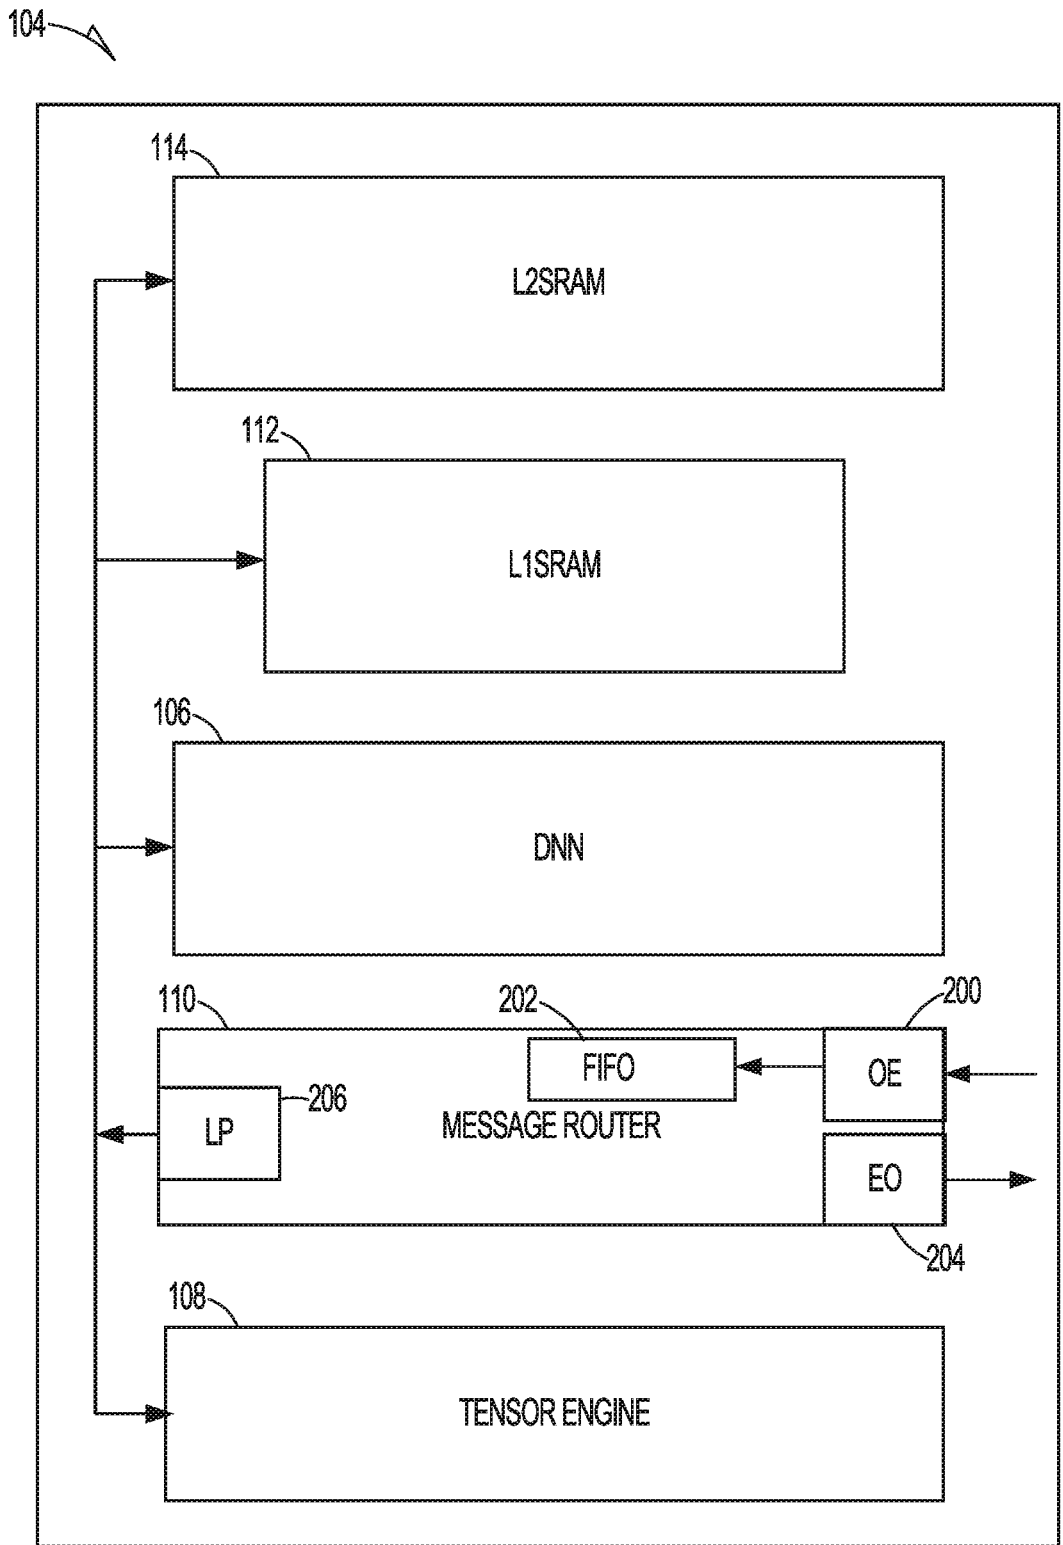 104
114
L2SRAM
112
L1SRAM
106
DNN
110
202
200
FIFO
OE
206
LP
MESSAGE ROUTER
EO
204
108
TENSOR ENGINE